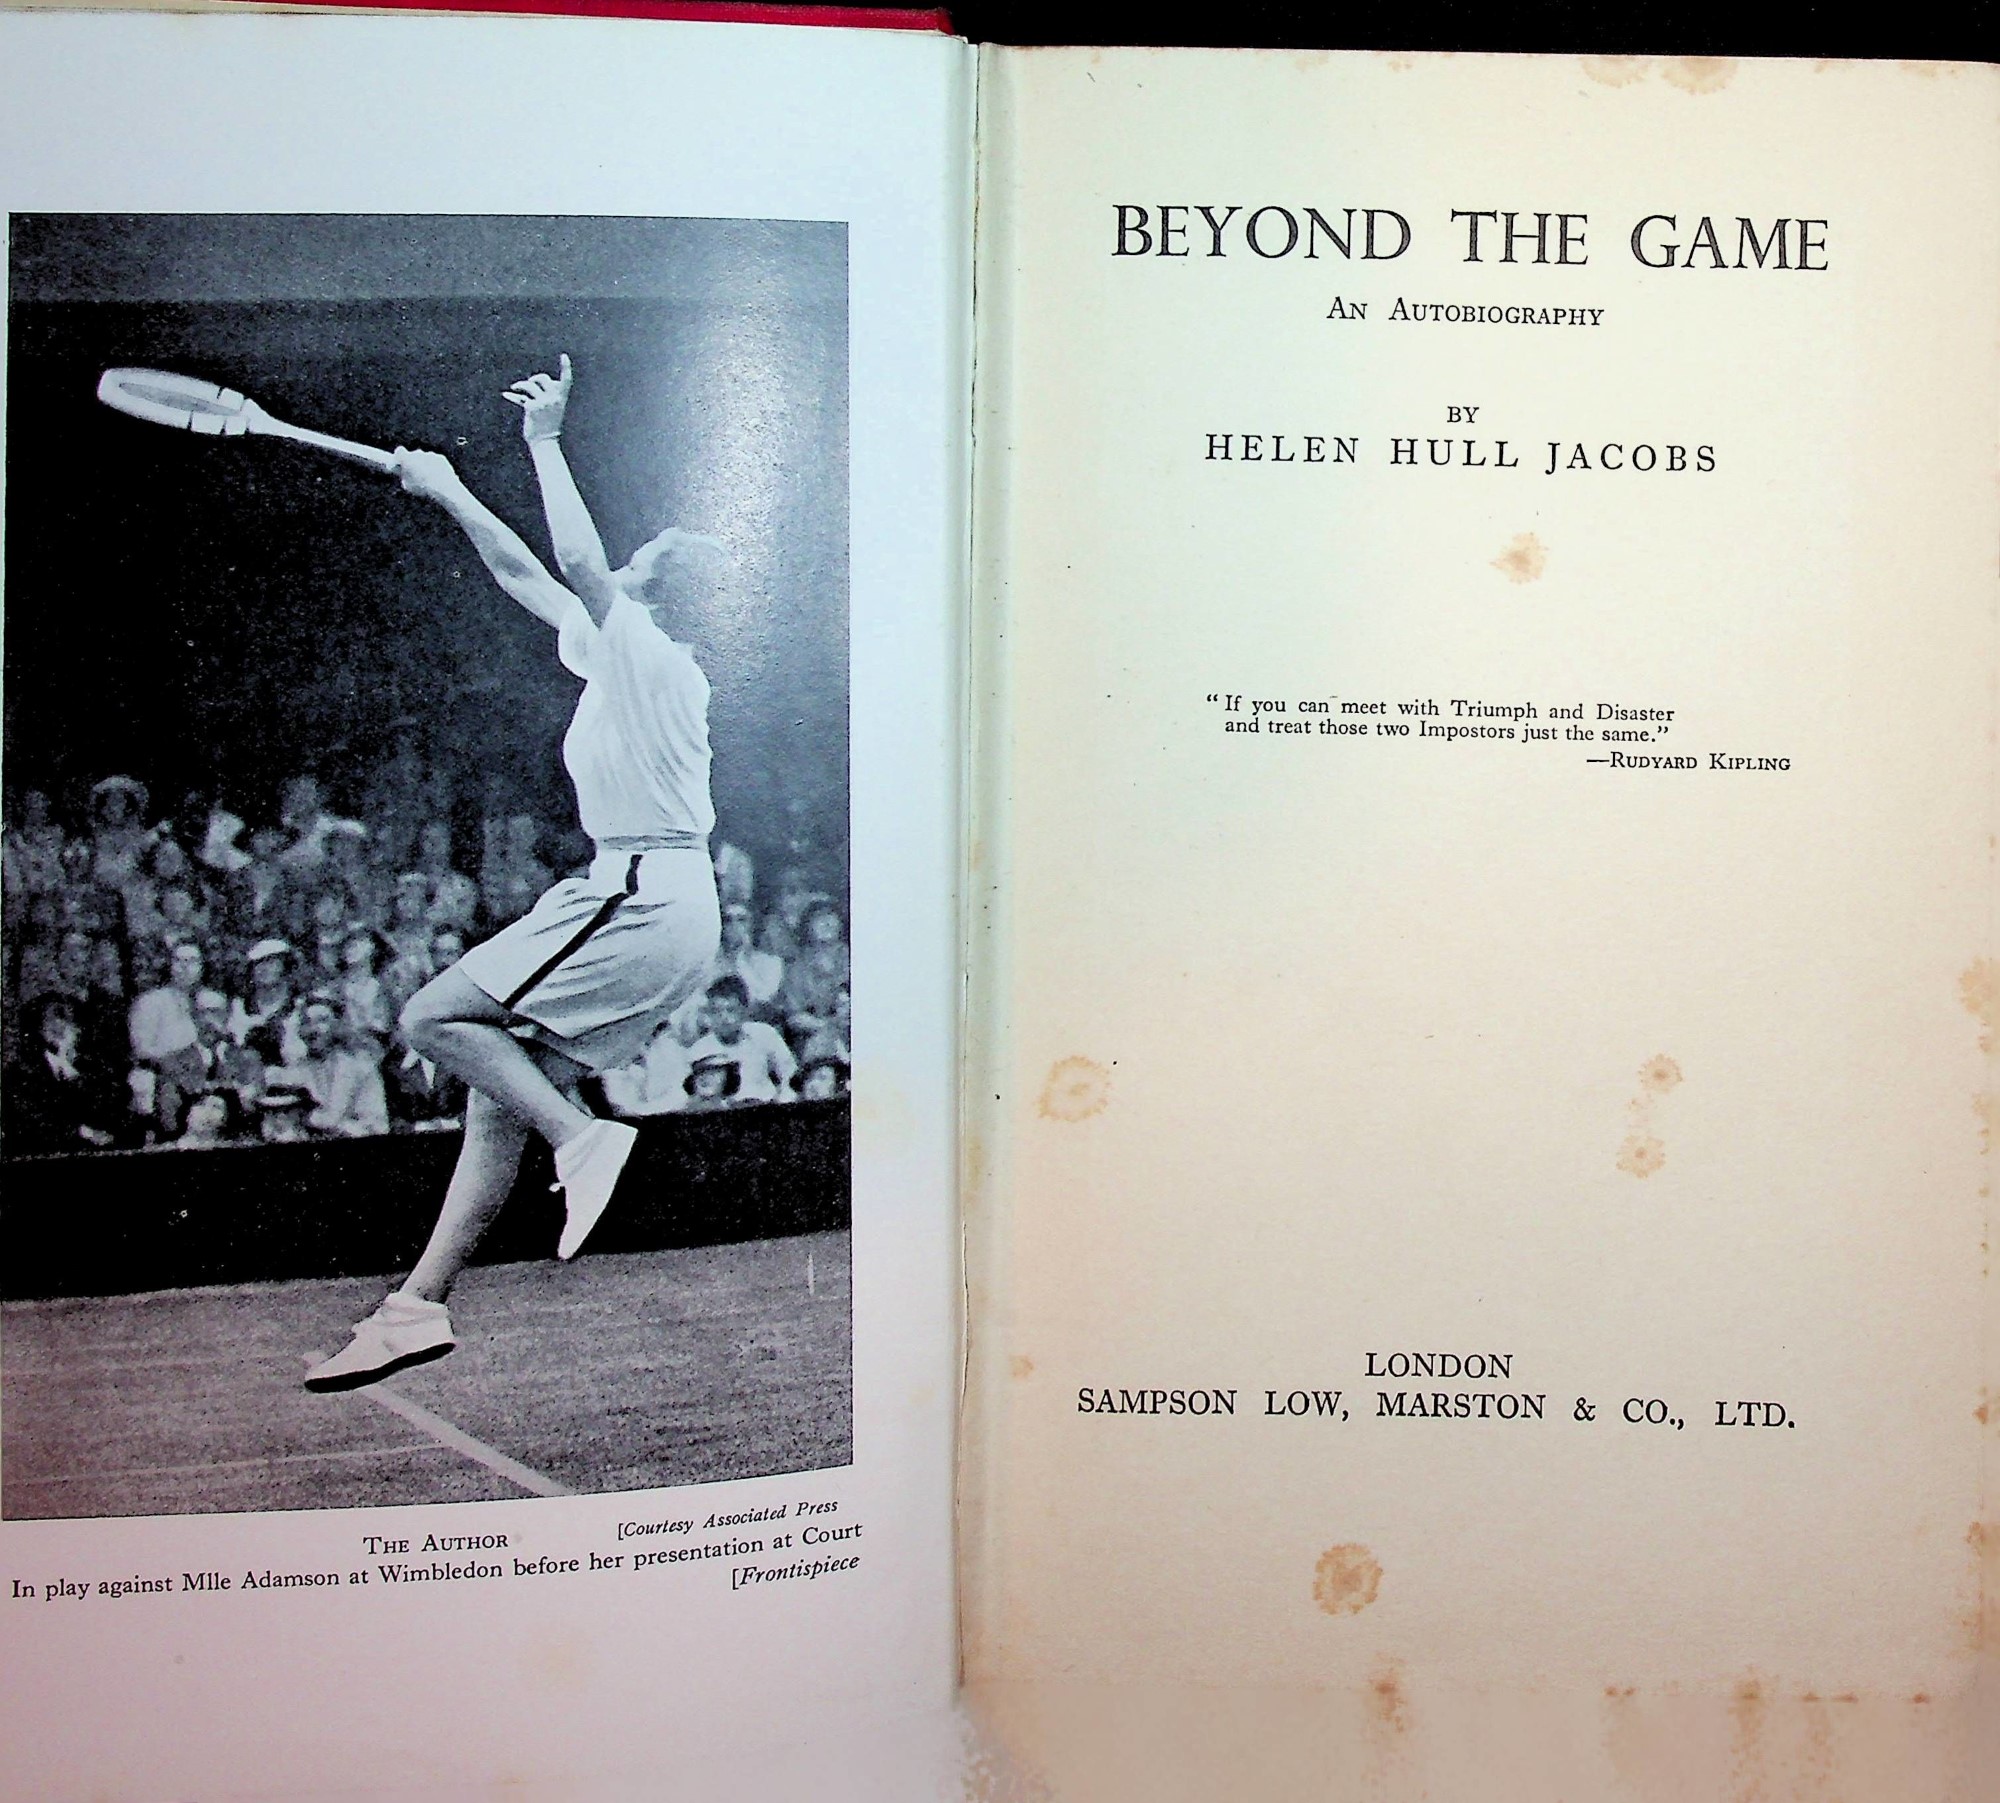 [Courtesy Associated Press
THE AUTHOR
In play against Mlle Adamson at Wimbledon before her presentation at Court
[Frontispiece
BEYOND THE GAME
AN AUTOBIOGRAPHY
BY
HELEN HULL JACOBS
“If you can meet with Triumph and Disaster
and treat those two Impostors just the same.”
—RUDYARD KIPLING
LONDON
SAMPSON LOW, MARSTON & CO., LTD.